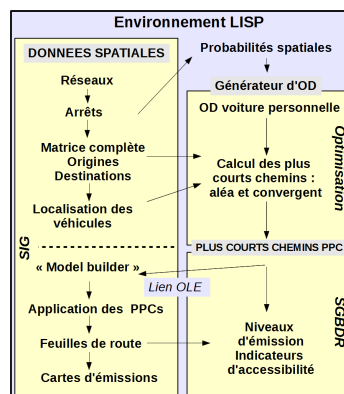 Environnement LISP
DONNEES SPATIALES
Réseaux
Arrêts
Matrice complète
Origines
Destinations
Localisation des
véhicules
SIG
« Model builder »
Application des PPCs
Feuilles de route
Cartes d'émissions
Probabilités spatiales
Générateur d'OD
OD voiture personnelle
Calcul des plus
courts chemins :
aléa et convergent
Optimisation
PLUS COURTS CHEMINS PPC
Lien OLE
Niveaux
d'émission
Indicateurs
d'accessibilité
SGBDR